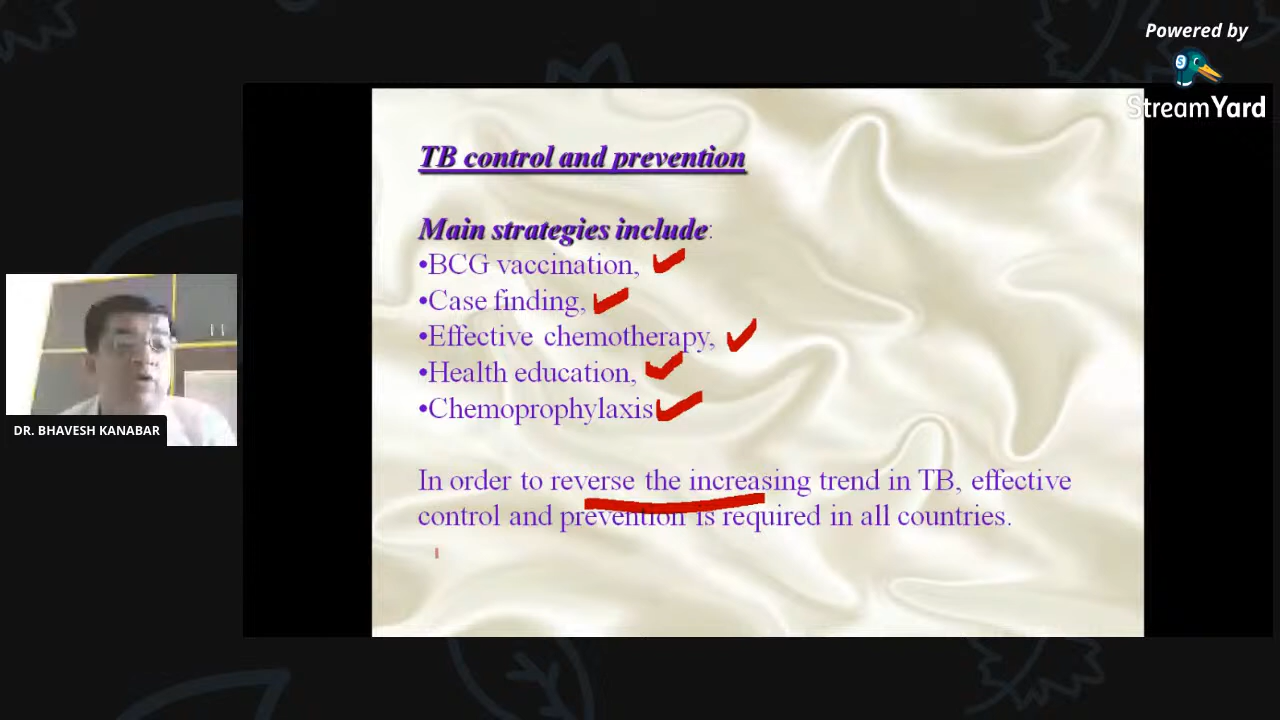 Powered by
StreamYard
TB control and prevention
Main strategies include:
•BCG vaccination,
•Case finding,
•Effective chemotherapy,
•Health education,
•Chemoprophylaxis
In order to reverse the increasing trend in TB, effective
control and prevention is required in all countries.
DR. BHAVESH KANABAR